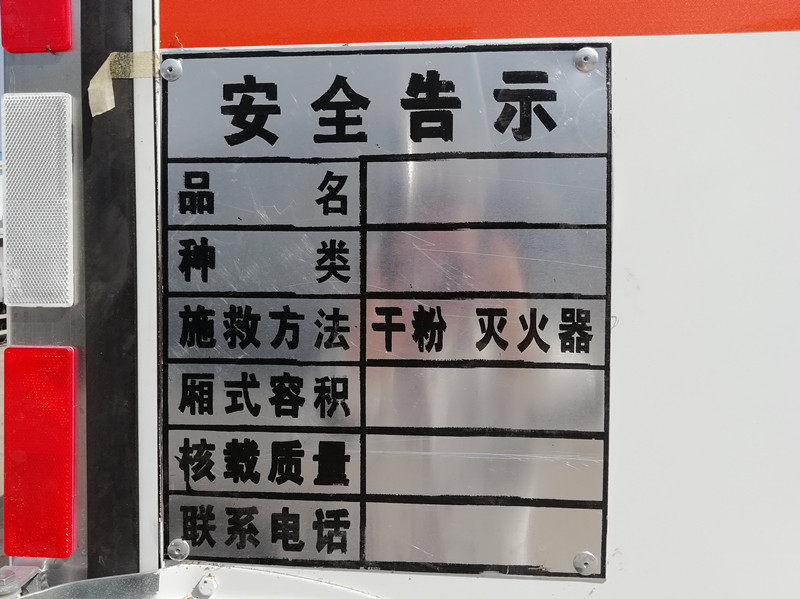 安全告示
品名
种类
施救方法 干粉 灭火器
厢式容积
核载质量
联系电话